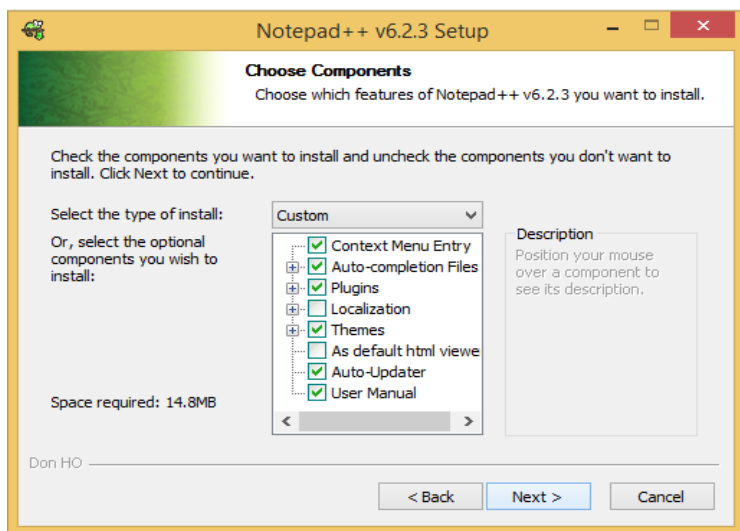 Notepad++ v6.2.3 Setup
Choose Components
Choose which features of Notepad++ v6.2.3 you want to install.
Check the components you want to install and uncheck the components you don't want to
install. Click Next to continue.
Select the type of install:
Custom
Or, select the optional
components you wish to
install:
Context Menu Entry
Auto-completion Files
Plugins
Localization
Themes
As default html viewe
Auto-Updater
User Manual
Description
Position your mouse
over a component to
see its description.
Space required: 14.8MB
Don HO
< Back
Next >
Cancel